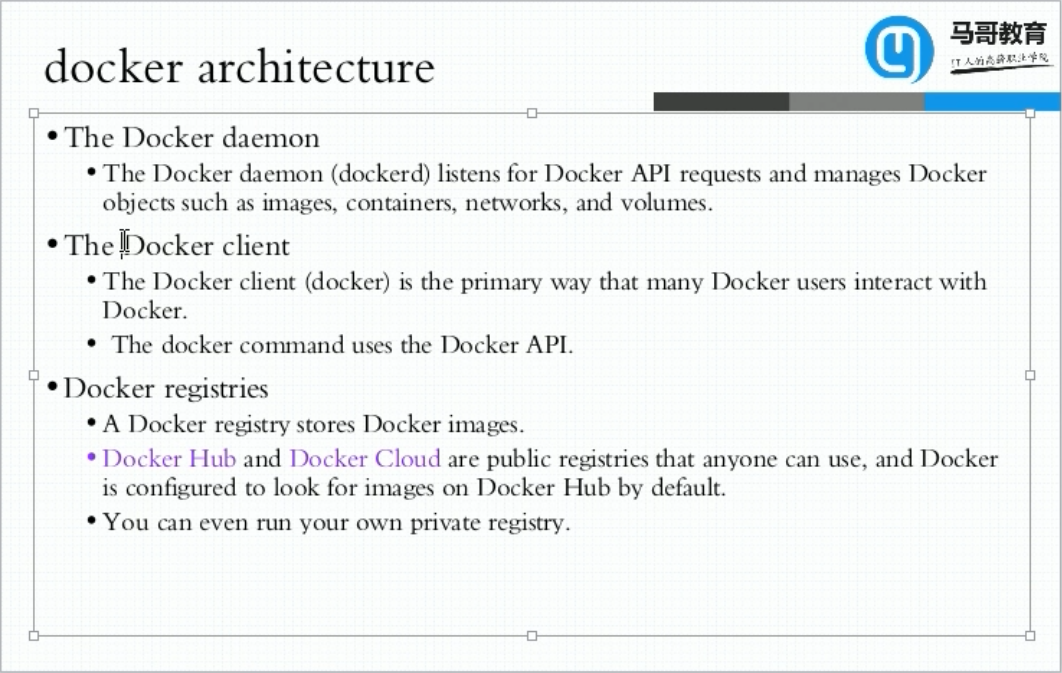 docker architecture
马哥教育
IT人的高薪职业学院
• The Docker daemon
• The Docker daemon (dockerd) listens for Docker API requests and manages Docker
objects such as images, containers, networks, and volumes.
• The Docker client
• The Docker client (docker) is the primary way that many Docker users interact with
Docker.
• The docker command uses the Docker API.
• Docker registries
• A Docker registry stores Docker images.
• Docker Hub and Docker Cloud are public registries that anyone can use, and Docker
is configured to look for images on Docker Hub by default.
• You can even run your own private registry.